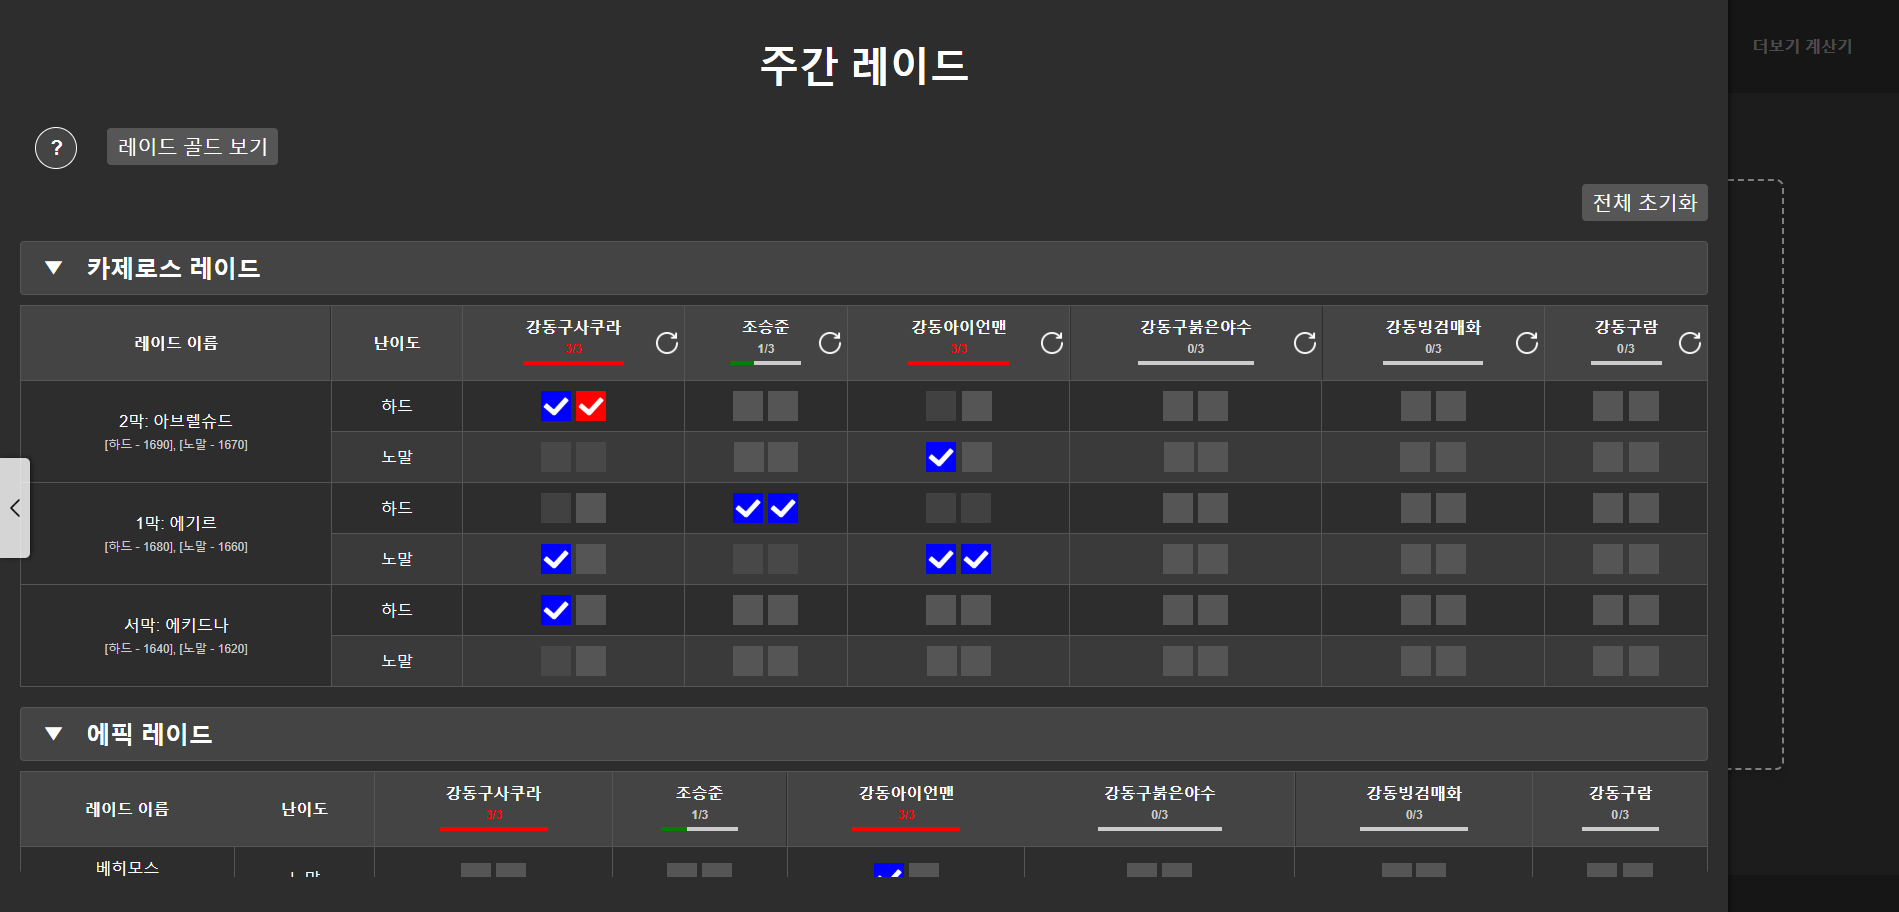 더보기 계산기
주간 레이드
?
레이드 골드 보기
전체 초기화
▼ 카제로스 레이드
레이드 이름 난이도 강동구사쿠라 조승준 강동아이언맨 강동구붉은야수 강동빙검매화 강동구람
3/3 1/3 3/3 0/3 0/3 0/3
2막: 아브렐슈드
[하드 - 1690], [노말 - 1670]
하드
노말
1막: 에기르
[하드 - 1680], [노말 - 1660]
하드
노말
서막: 에키드나
[하드 - 1640], [노말 - 1620]
하드
노말
▼ 에픽 레이드
레이드 이름 난이도 강동구사쿠라 조승준 강동아이언맨 강동구붉은야수 강동빙검매화 강동구람
3/3 1/3 3/3 0/3 0/3 0/3
베히모스
노말